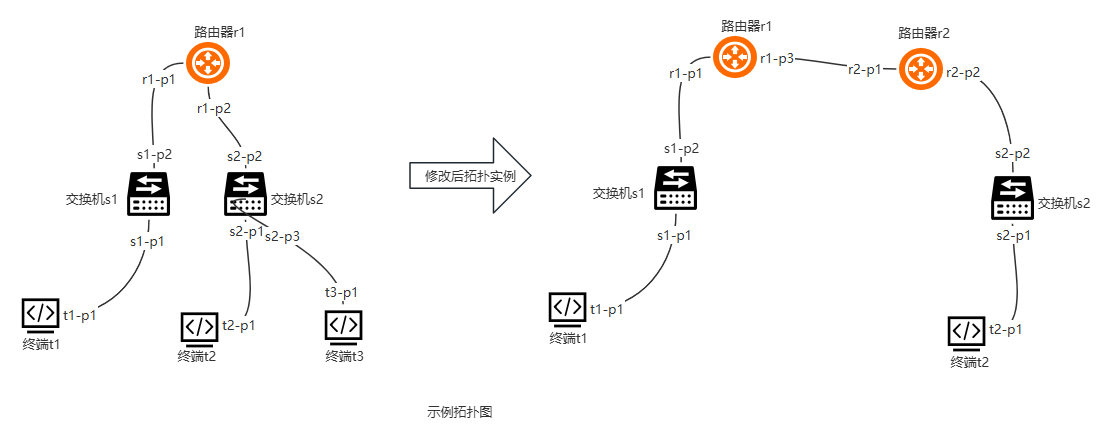 路由器r1
r1-p1
r1-p2
s1-p2
s2-p2
交换机s1
交换机s2
s1-p1
s2-p1
s2-p3
t3-p1
t1-p1
t2-p1
终端t1
终端t2
终端t3
修改后拓扑实例
路由器r1
路由器r2
r1-p1
r1-p3
r2-p1
r2-p2
s1-p2
s2-p2
交换机s1
交换机s2
s1-p1
s2-p1
t1-p1
t2-p1
终端t1
终端t2
示例拓扑图